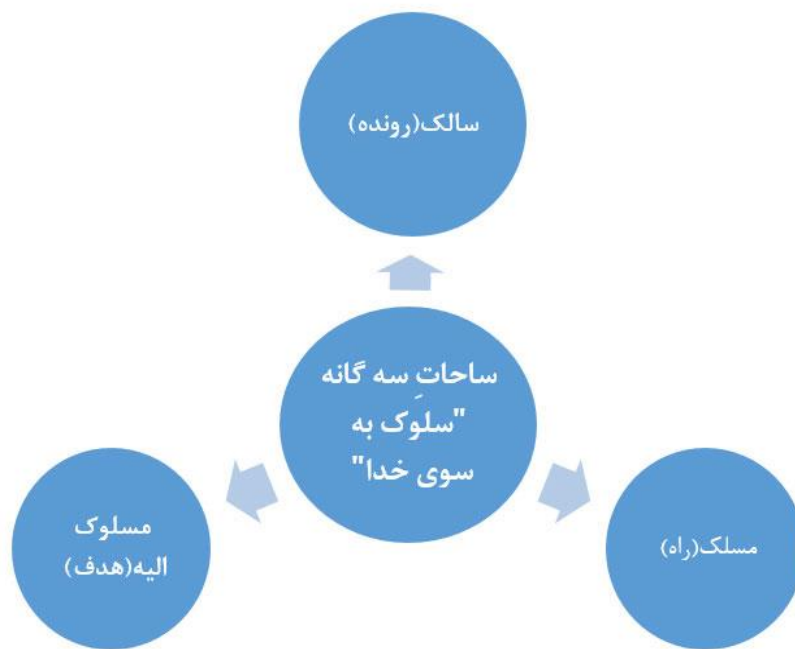 سالک(رونده)
ساحاتِ سه گانه
"سلوک به
سوی خدا"
مسلک(راه)
مسلوک
الیه(هدف)